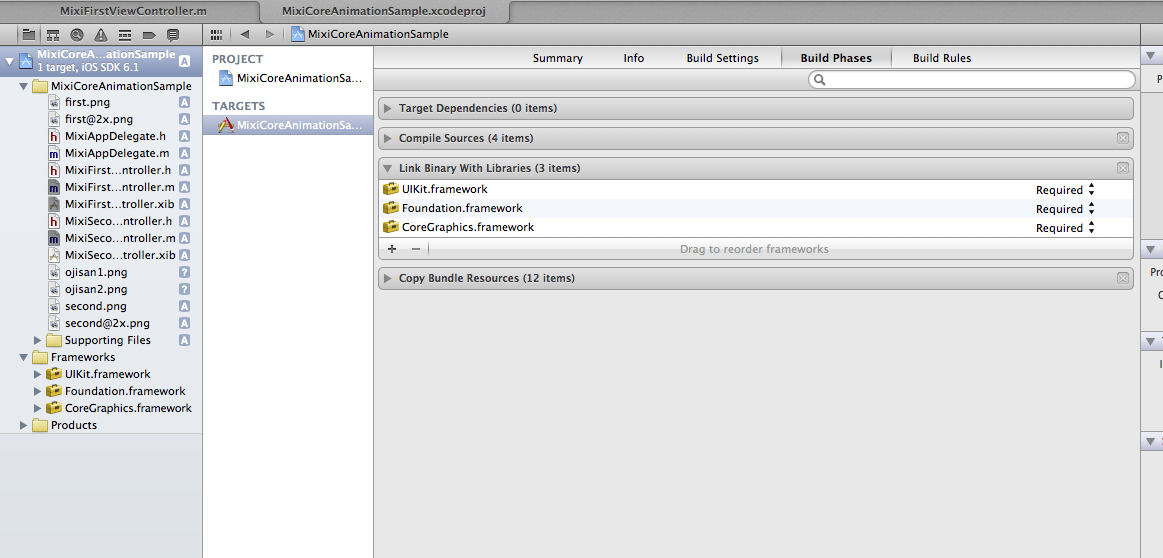 MixiFirstViewController.m
MixiCoreAnimationSample.xcodeproj
MixiCoreAnimationSample
MixiCoreA...ationSample
1 target, iOS SDK 6.1
A
MixiCoreAnimationSample
first.png A
first@2x.png A
MixiAppDelegate.h A
MixiAppDelegate.m A
MixiFirst...ntroller.h A
MixiFirst...ntroller.m A
MixiFirst...troller.xib A
MixiSeco...ntroller.h A
MixiSeco...ntroller.m A
MixiSeco...troller.xib A
ojisan1.png ?
ojisan2.png ?
second.png A
second@2x.png A
Supporting Files A
Frameworks
UIKit.framework
Foundation.framework
CoreGraphics.framework
Products
PROJECT
MixiCoreAnimationSa...
TARGETS
MixiCoreAnimationSa...
Summary Info Build Settings Build Phases Build Rules
Target Dependencies (0 items)
Compile Sources (4 items)
Link Binary With Libraries (3 items)
UIKit.framework Required
Foundation.framework Required
CoreGraphics.framework Required
+ −
Drag to reorder frameworks
Copy Bundle Resources (12 items)